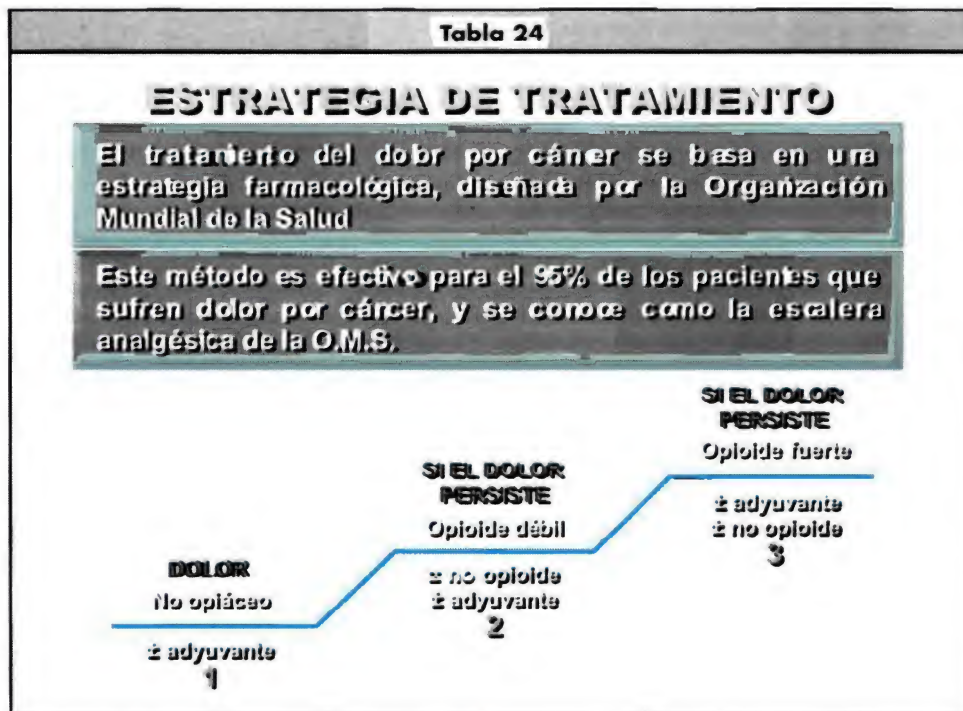 Tabla 24
ESTRATEGIA DE TRATAMIENTO
El tratamiento del dolor por cáncer se basa en una
estrategia farmacológica, diseñada por la Organización
Mundial de la Salud
Este método es efectivo para el 95% de los pacientes que
sufren dolor por cáncer, y se conoce como la escalera
analgésica de la O.M.S.
SI EL DOLOR
PERSISTE
Opioide fuerte
± adyuvante
± no opioide
3
SI EL DOLOR
PERSISTE
Opioide débil
± no opioide
± adyuvante
2
DOLOR
No opiáceo
± adyuvante
1